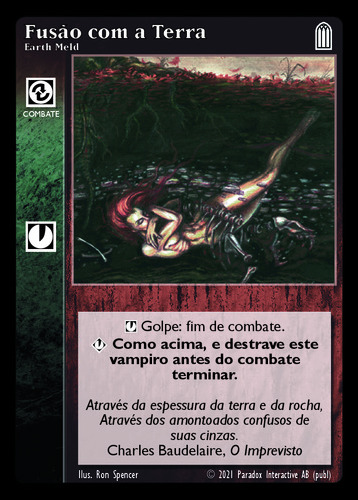 Fusão com a Terra
Earth Meld
COMBATE
Golpe: fim de combate.
Como acima, e destrave este
vampiro antes do combate
terminar.
Através da espessura da terra e da rocha,
Através dos amontoados confusos de
suas cinzas.
Charles Baudelaire, O Imprevisto
Ilus. Ron Spencer
© 2021 Paradox Interactive AB (publ)